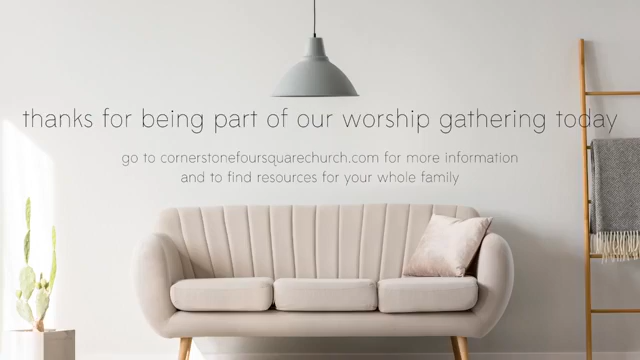 thanks for being part of our worship gathering today
go to cornerstonefoursquarechurch.com for more information
and to find resources for your whole family